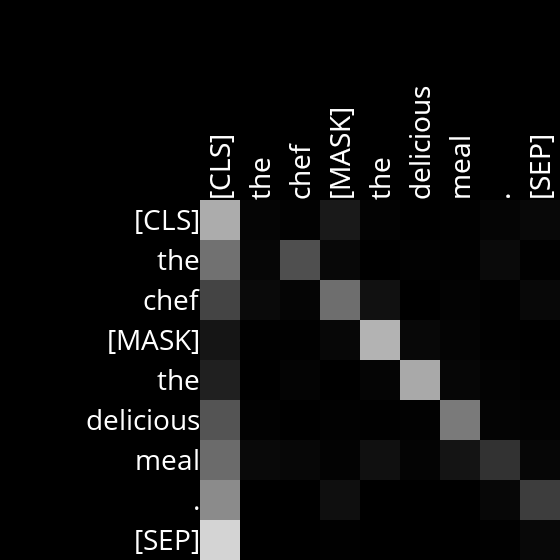 [CLS]
the
chef
[MASK]
the
delicious
meal
.
[SEP]
[CLS]
the
chef
[MASK]
the
delicious
meal
.
[SEP]